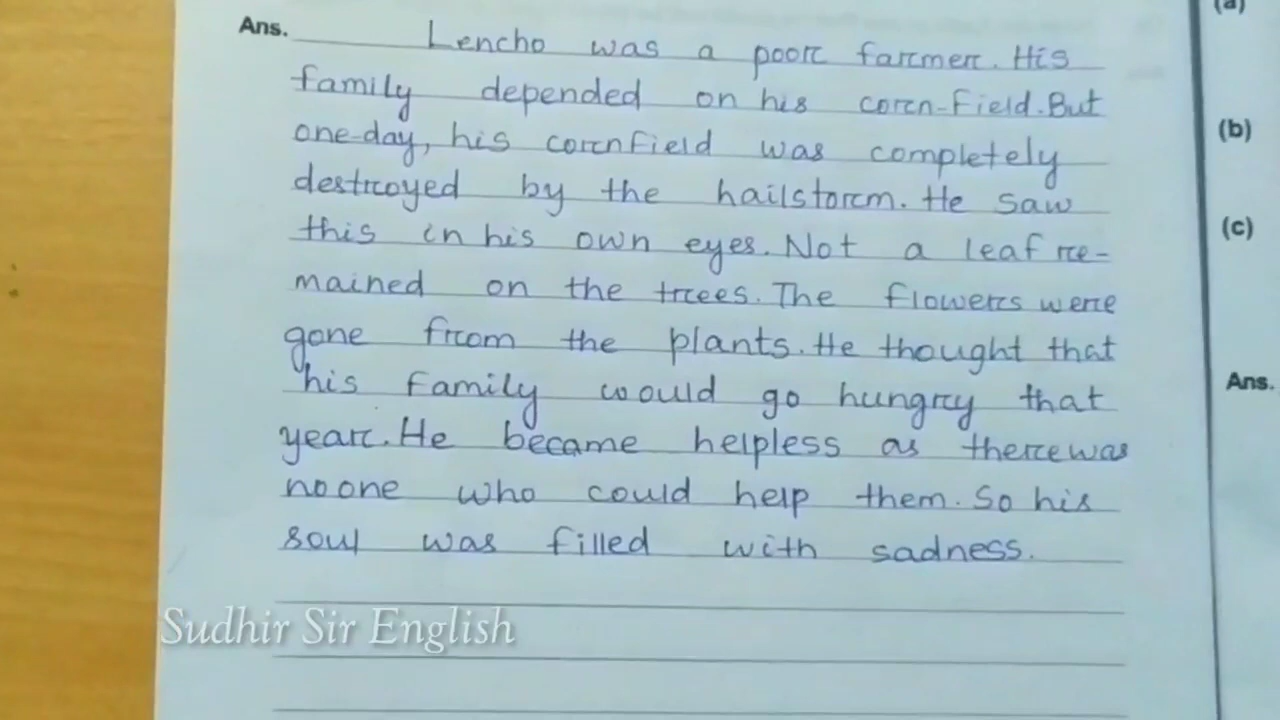 (a)
Ans. Lencho was a poor farmer. His
family depended on his corn-field. But
one-day, his cornfield was completely
destroyed by the hailstorm. He saw
this in his own eyes. Not a leaf re-
mained on the trees. The flowers were
gone from the plants. He thought that
his family would go hungry that
year. He became helpless as there was
no one who could help them. So his
soul was filled with sadness.
(b)
(c)
Ans.
Sudhir Sir English